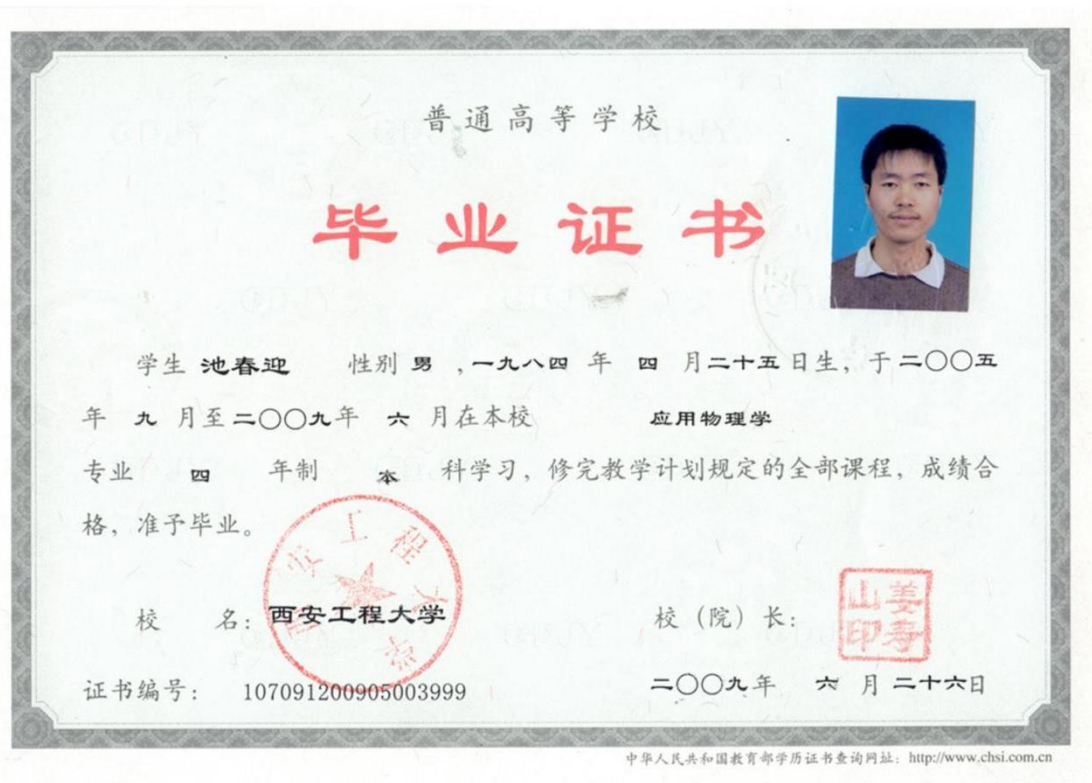 普通高等学校
毕业证书
学生 池春迎 性别 男 ,一九八四 年 四 月二十五日生，于二〇〇五
年 九 月至二〇〇九年 六 月在本校 应用物理学
专业 四 年制 本 科学习，修完教学计划规定的全部课程，成绩合
格，准予毕业。
西安工程大学
校 名：西安工程大学 校（院）长：
证书编号： 107091200905003999 二〇〇九年 六 月二十六日
中华人民共和国教育部学历证书查询网址：http://www.chsi.com.cn